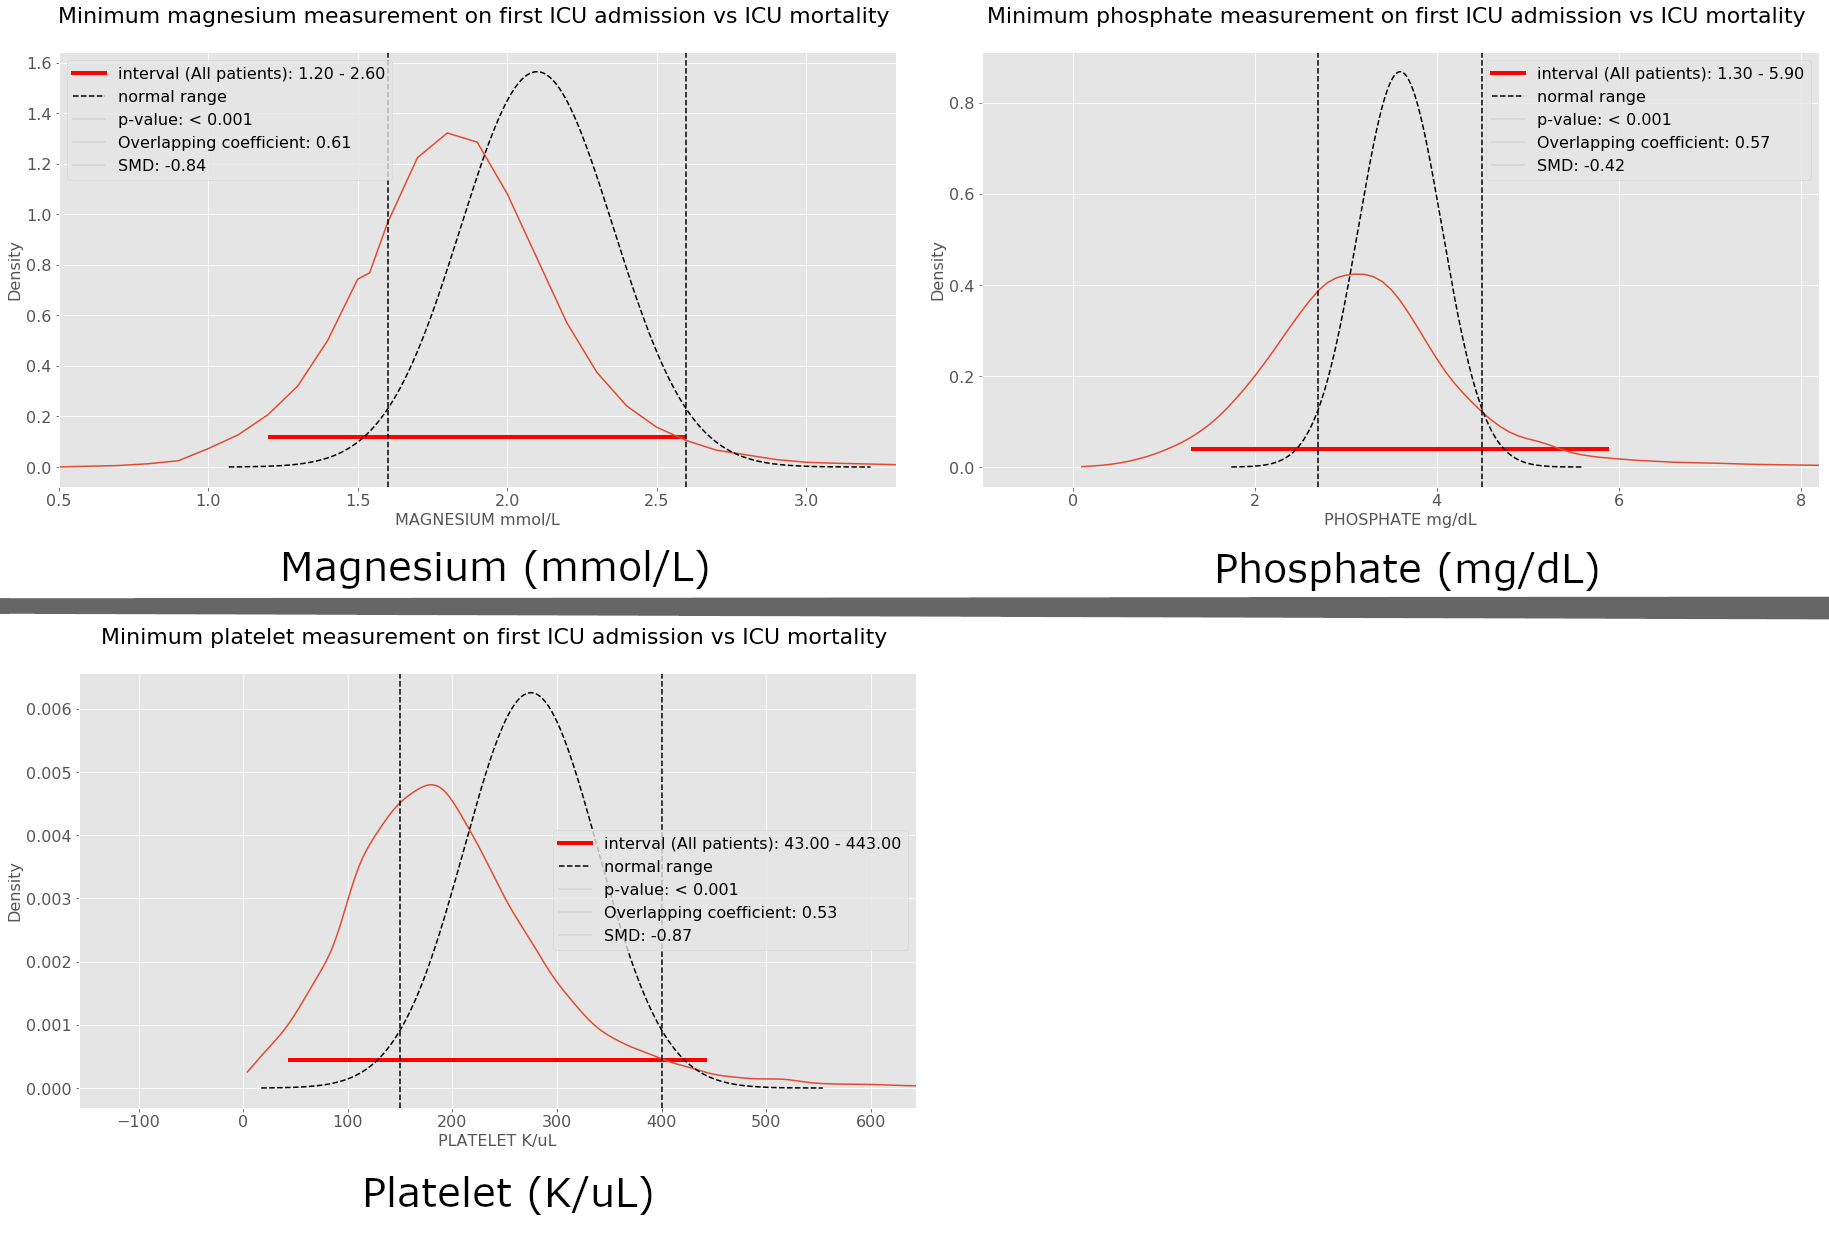 Minimum magnesium measurement on first ICU admission vs ICU mortality
1.6
1.4
1.2
1.0
0.8
0.6
0.4
0.2
0.0
Density
interval (All patients): 1.20 - 2.60
normal range
p-value: < 0.001
Overlapping coefficient: 0.61
SMD: -0.84
0.5 1.0 1.5 2.0 2.5 3.0
MAGNESIUM mmol/L
Magnesium (mmol/L)
Minimum phosphate measurement on first ICU admission vs ICU mortality
0.8
0.6
0.4
0.2
0.0
Density
interval (All patients): 1.30 - 5.90
normal range
p-value: < 0.001
Overlapping coefficient: 0.57
SMD: -0.42
0 2 4 6 8
PHOSPHATE mg/dL
Phosphate (mg/dL)
Minimum platelet measurement on first ICU admission vs ICU mortality
0.006
0.005
0.004
0.003
0.002
0.001
0.000
Density
interval (All patients): 43.00 - 443.00
normal range
p-value: < 0.001
Overlapping coefficient: 0.53
SMD: -0.87
−100 0 100 200 300 400 500 600
PLATELET K/uL
Platelet (K/uL)